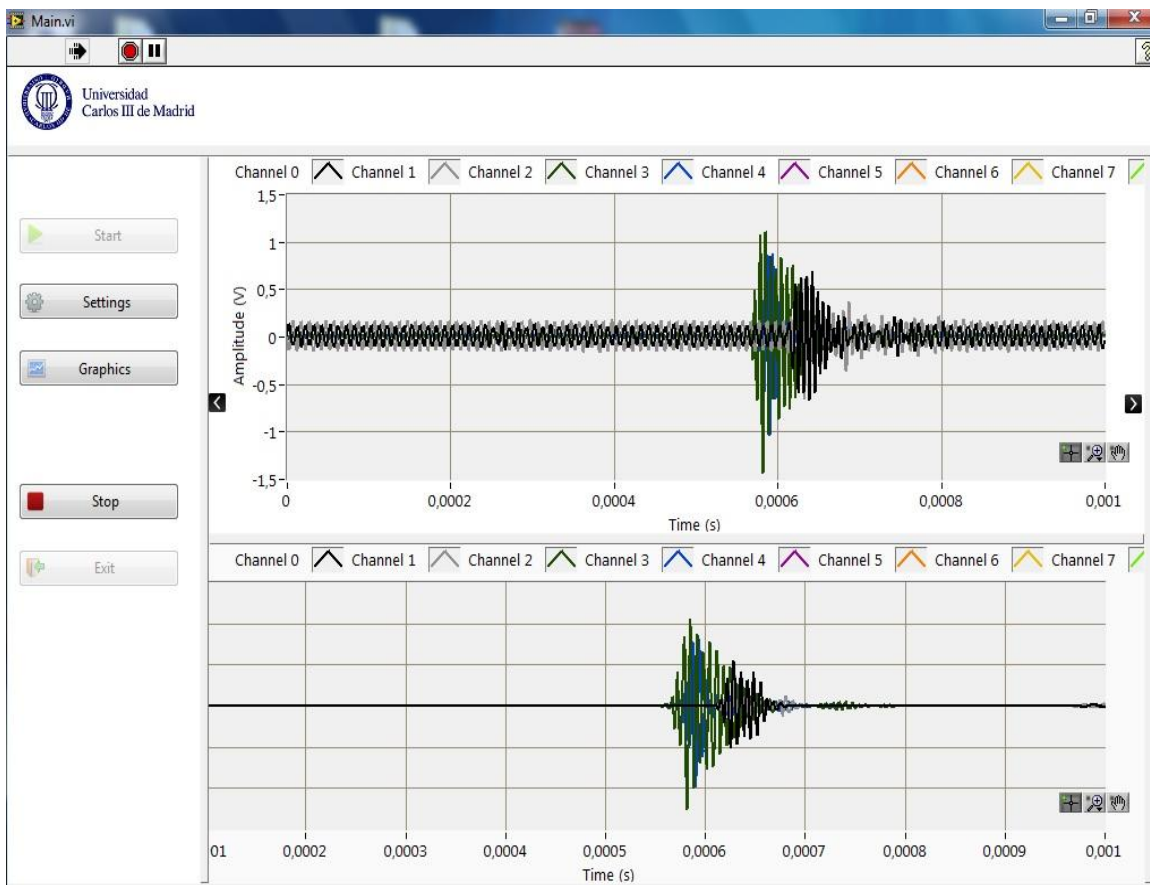 Main.vi
Universidad
Carlos III de Madrid
Start
Settings
Graphics
Stop
Exit
Channel 0 Channel 1 Channel 2 Channel 3 Channel 4 Channel 5 Channel 6 Channel 7
1,5
1
0,5
0
-0,5
-1
-1,5
Amplitude (V)
0 0,0002 0,0004 0,0006 0,0008 0,001
Time (s)
Channel 0 Channel 1 Channel 2 Channel 3 Channel 4 Channel 5 Channel 6 Channel 7
01 0,0002 0,0003 0,0004 0,0005 0,0006 0,0007 0,0008 0,0009 0,001
Time (s)